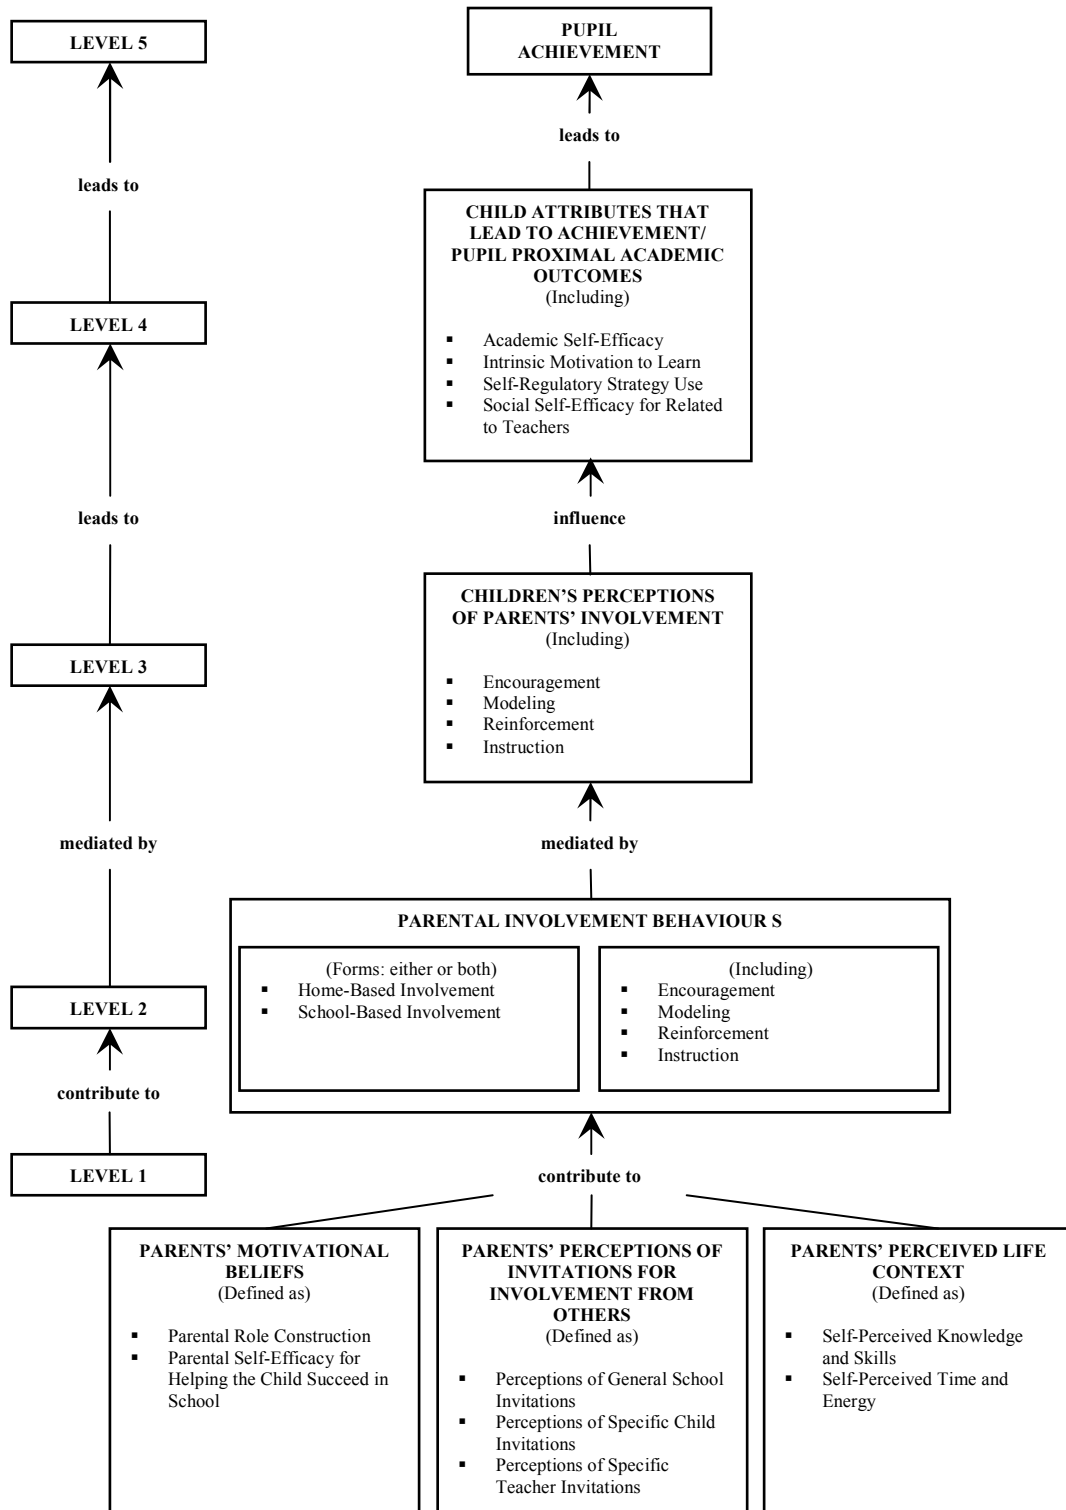 LEVEL 5
PUPIL
ACHIEVEMENT
leads to
leads to
CHILD ATTRIBUTES THAT
LEAD TO ACHIEVEMENT/
PUPIL PROXIMAL ACADEMIC
OUTCOMES
(Including)
▪ Academic Self-Efficacy
▪ Intrinsic Motivation to Learn
▪ Self-Regulatory Strategy Use
▪ Social Self-Efficacy for Related
to Teachers
LEVEL 4
leads to
influence
CHILDREN’S PERCEPTIONS
OF PARENTS’ INVOLVEMENT
(Including)
▪ Encouragement
▪ Modeling
▪ Reinforcement
▪ Instruction
LEVEL 3
mediated by
mediated by
PARENTAL INVOLVEMENT BEHAVIOUR S
(Forms: either or both)
▪ Home-Based Involvement
▪ School-Based Involvement
(Including)
▪ Encouragement
▪ Modeling
▪ Reinforcement
▪ Instruction
LEVEL 2
contribute to
LEVEL 1
contribute to
PARENTS’ MOTIVATIONAL
BELIEFS
(Defined as)
▪ Parental Role Construction
▪ Parental Self-Efficacy for
Helping the Child Succeed in
School
PARENTS’ PERCEPTIONS OF
INVITATIONS FOR
INVOLVEMENT FROM
OTHERS
(Defined as)
▪ Perceptions of General School
Invitations
▪ Perceptions of Specific Child
Invitations
▪ Perceptions of Specific
Teacher Invitations
PARENTS’ PERCEIVED LIFE
CONTEXT
(Defined as)
▪ Self-Perceived Knowledge
and Skills
▪ Self-Perceived Time and
Energy